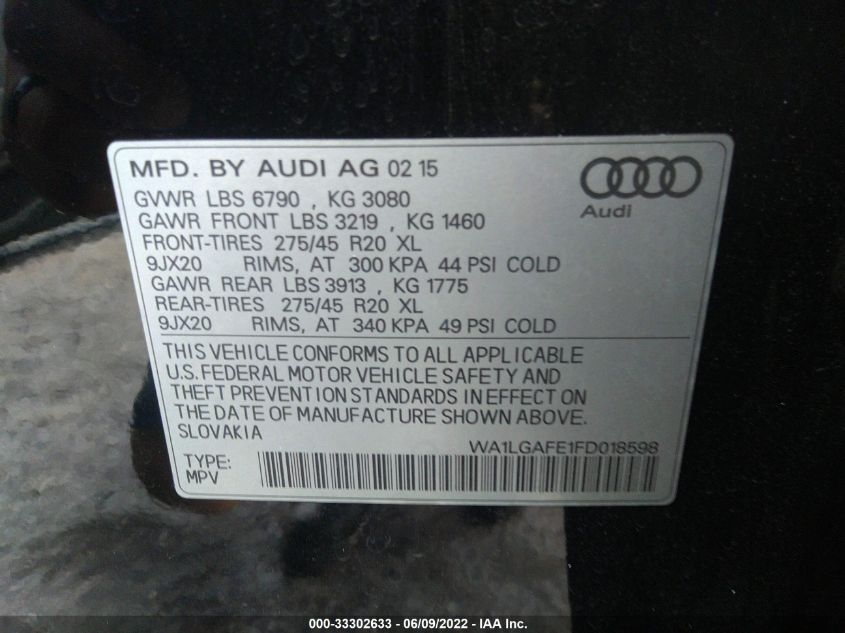 MFD. BY AUDI AG 02 15
Audi
GVWR LBS 6790 , KG 3080
GAWR FRONT LBS 3219 , KG 1460
FRONT-TIRES 275/45 R20 XL
9JX20 RIMS, AT 300 KPA 44 PSI COLD
GAWR REAR LBS 3913 , KG 1775
REAR-TIRES 275/45 R20 XL
9JX20 RIMS, AT 340 KPA 49 PSI COLD
THIS VEHICLE CONFORMS TO ALL APPLICABLE
U.S. FEDERAL MOTOR VEHICLE SAFETY AND
THEFT PREVENTION STANDARDS IN EFFECT ON
THE DATE OF MANUFACTURE SHOWN ABOVE.
SLOVAKIA
WA1LGAFE1FD018598
TYPE:
MPV
000-33302633 - 06/09/2022 - IAA Inc.